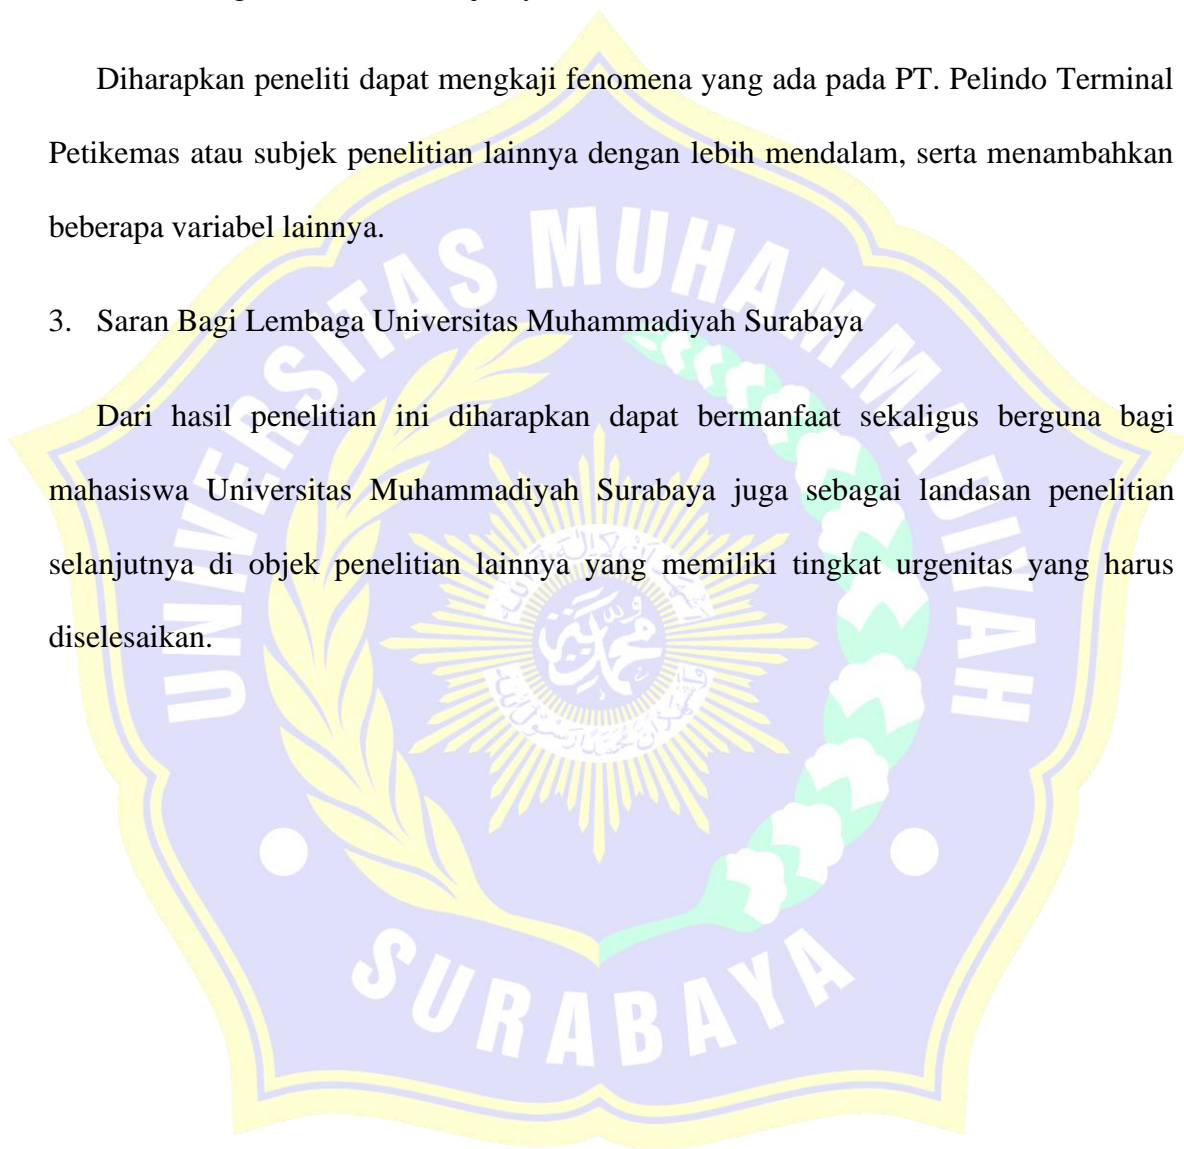 Diharapkan peneliti dapat mengkaji fenomena yang ada pada PT. Pelindo Terminal
Petikemas atau subjek penelitian lainnya dengan lebih mendalam, serta menambahkan
beberapa variabel lainnya.
3. Saran Bagi Lembaga Universitas Muhammadiyah Surabaya
Dari hasil penelitian ini diharapkan dapat bermanfaat sekaligus berguna bagi
mahasiswa Universitas Muhammadiyah Surabaya juga sebagai landasan penelitian
selanjutnya di objek penelitian lainnya yang memiliki tingkat urgenitas yang harus
diselesaikan.
UNIVERSITAS MUHAMMADIYAH
SURABAYA